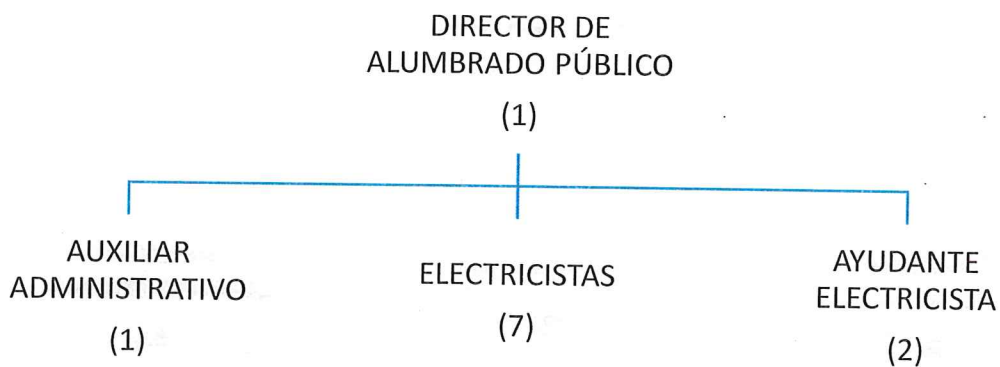 DIRECTOR DE
ALUMBRADO PÚBLICO
(1)
AUXILIAR
ADMINISTRATIVO
(1)
ELECTRICISTAS
(7)
AYUDANTE
ELECTRICISTA
(2)